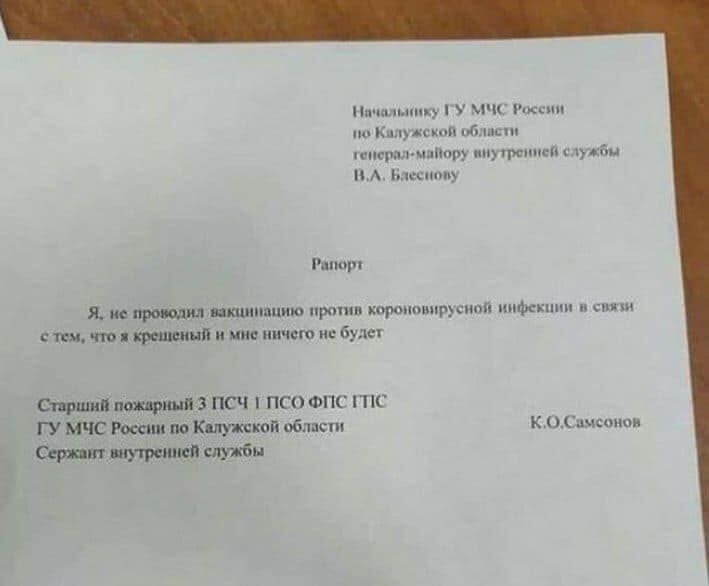 Начальнику ГУ МЧС России
по Калужской области
генерал-майору внутренней службы
В.А. Блеснову
Рапорт
Я, не проводил вакцинацию против короновирусной инфекции в связи
с тем, что я крещеный и мне ничего не будет
Старший пожарный 3 ПСЧ 1 ПСО ФПС ГПС
ГУ МЧС России по Калужской области
К.О.Самсонов
Сержант внутренней службы